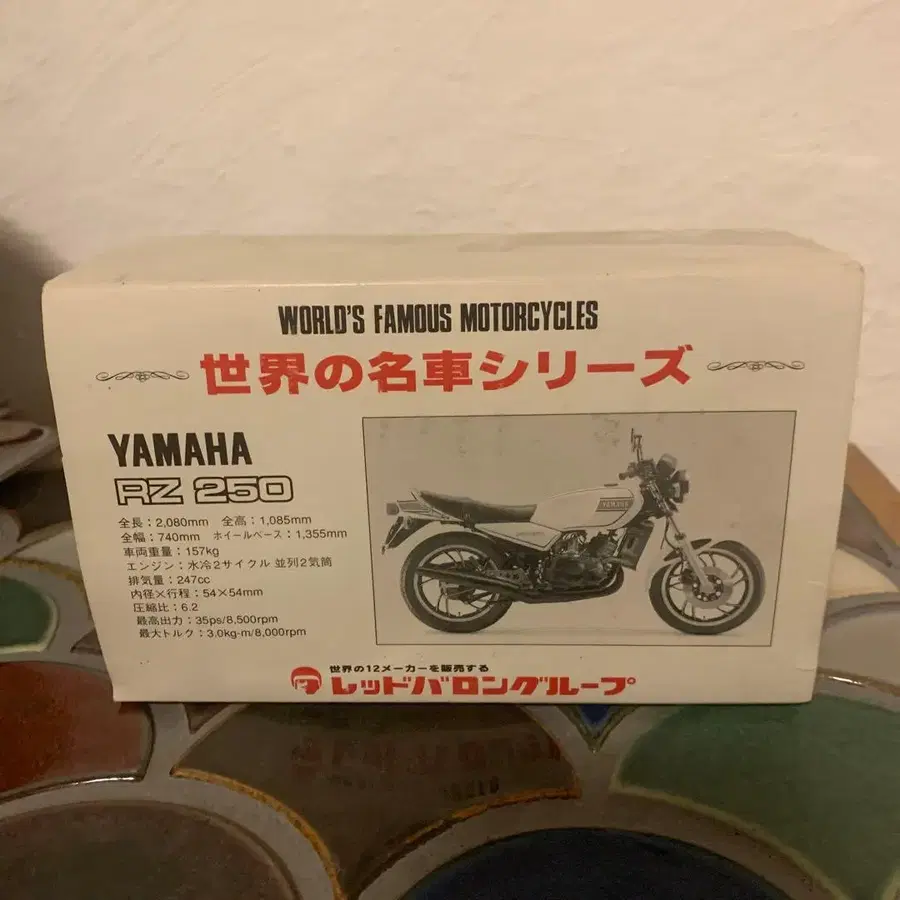 WORLD'S FAMOUS MOTORCYCLES
世界の名車シリーズ
YAMAHA
RZ 250
全長：2,080mm 全高：1,085mm
全幅：740mm ホイールベース：1,355mm
車両重量：157kg
エンジン：水冷2サイクル 並列2気筒
排気量：247cc
内径×行程：54×54mm
圧縮比：6.2
最高出力：35ps/8,500rpm
最大トルク：3.0kg-m/8,000rpm
YAMAHA
世界の12メーカーを販売する
レッドバロングループ